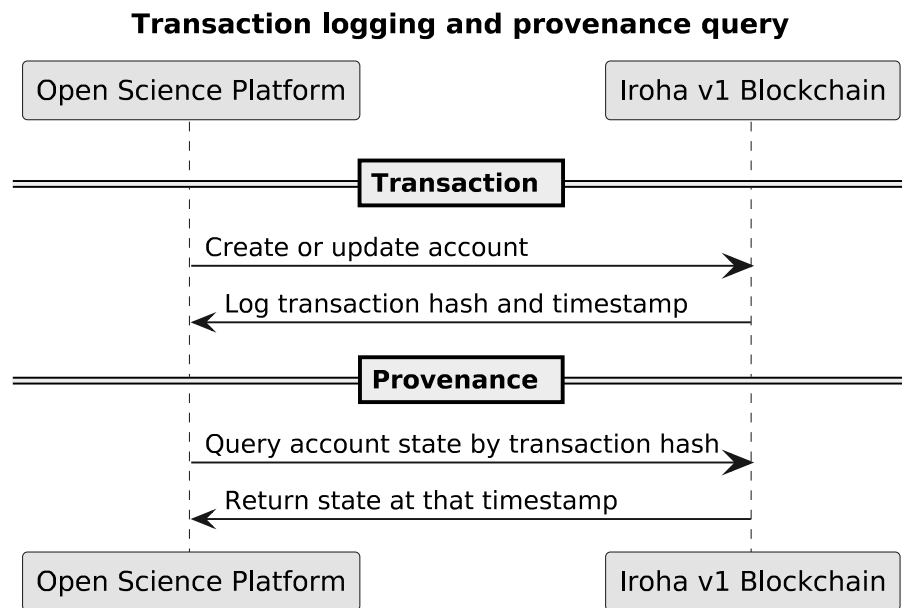 Transaction logging and provenance query
Open Science Platform
Iroha v1 Blockchain
Transaction
Create or update account
Log transaction hash and timestamp
Provenance
Query account state by transaction hash
Return state at that timestamp
Open Science Platform
Iroha v1 Blockchain